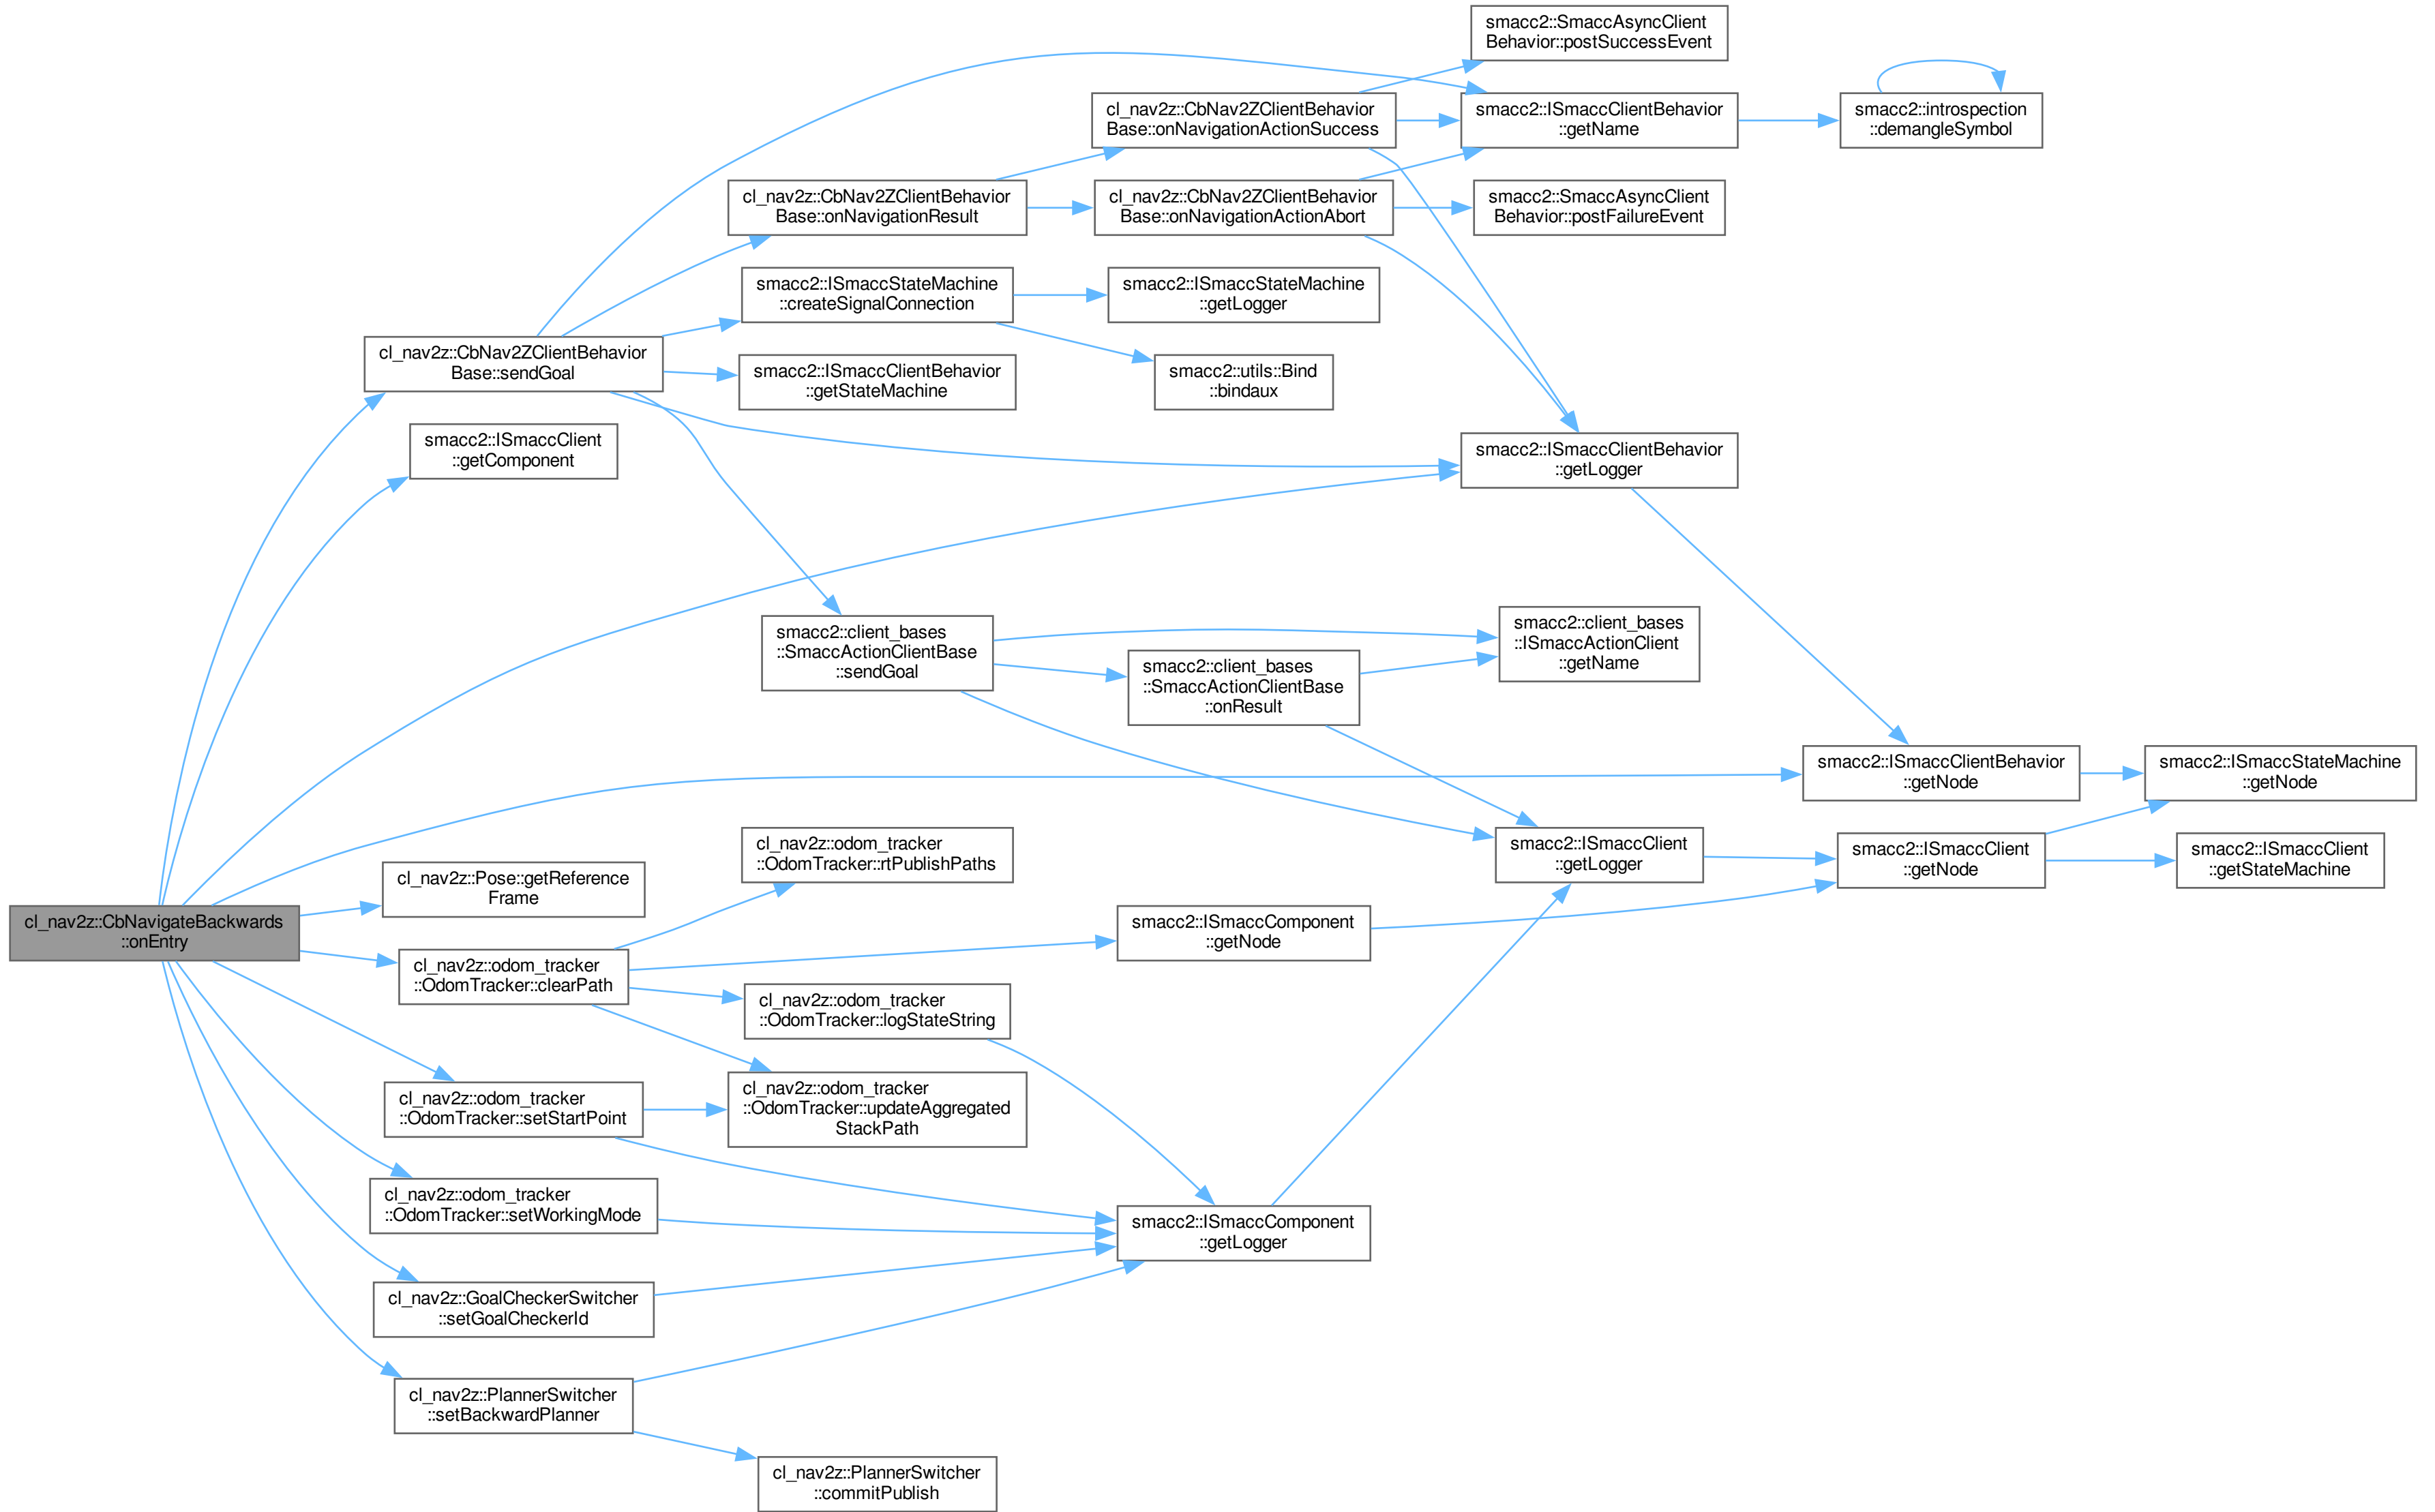 smacc2::SmaccAsyncClient
Behavior::postSuccessEvent
cl_nav2z::CbNav2ZClientBehavior
Base::onNavigationActionSuccess
smacc2::ISmaccClientBehavior
::getName
smacc2::introspection
::demangleSymbol
cl_nav2z::CbNav2ZClientBehavior
Base::onNavigationResult
cl_nav2z::CbNav2ZClientBehavior
Base::onNavigationActionAbort
smacc2::SmaccAsyncClient
Behavior::postFailureEvent
smacc2::ISmaccStateMachine
::createSignalConnection
smacc2::ISmaccStateMachine
::getLogger
cl_nav2z::CbNav2ZClientBehavior
Base::sendGoal
smacc2::ISmaccClientBehavior
::getStateMachine
smacc2::utils::Bind
::bindaux
smacc2::ISmaccClient
::getComponent
smacc2::ISmaccClientBehavior
::getLogger
smacc2::client_bases
::SmaccActionClientBase
::sendGoal
smacc2::client_bases
::SmaccActionClientBase
::onResult
smacc2::client_bases
::ISmaccActionClient
::getName
smacc2::ISmaccClientBehavior
::getNode
smacc2::ISmaccStateMachine
::getNode
cl_nav2z::odom_tracker
::OdomTracker::rtPublishPaths
smacc2::ISmaccClient
::getLogger
smacc2::ISmaccClient
::getNode
smacc2::ISmaccClient
::getStateMachine
cl_nav2z::Pose::getReference
Frame
cl_nav2z::CbNavigateBackwards
::onEntry
smacc2::ISmaccComponent
::getNode
cl_nav2z::odom_tracker
::OdomTracker::clearPath
cl_nav2z::odom_tracker
::OdomTracker::logStateString
cl_nav2z::odom_tracker
::OdomTracker::setStartPoint
cl_nav2z::odom_tracker
::OdomTracker::updateAggregated
StackPath
cl_nav2z::odom_tracker
::OdomTracker::setWorkingMode
smacc2::ISmaccComponent
::getLogger
cl_nav2z::GoalCheckerSwitcher
::setGoalCheckerId
cl_nav2z::PlannerSwitcher
::setBackwardPlanner
cl_nav2z::PlannerSwitcher
::commitPublish